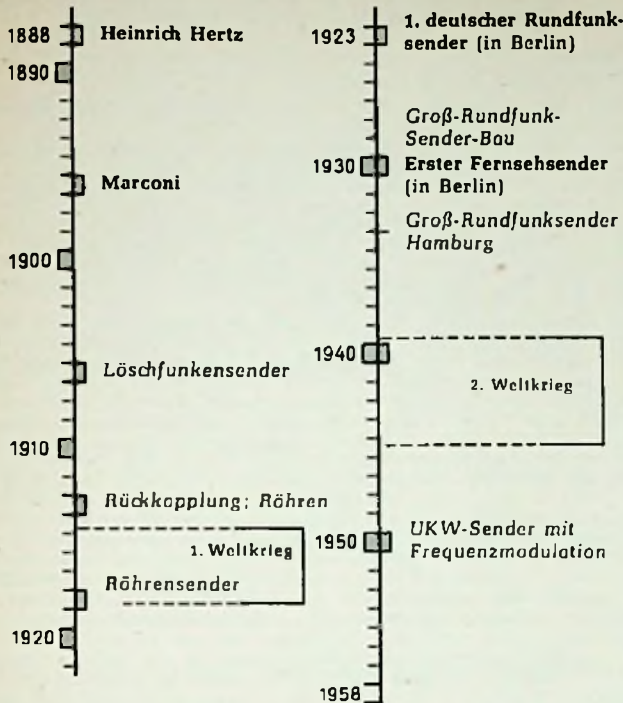 1888 Heinrich Hertz
1890
Marconi
1900
Löschfunkensender
1910
Rückkopplung; Röhren
1. Weltkrieg
Röhrensender
1920
1923 1. deutscher Rundfunk-
sender (in Berlin)
Groß-Rundfunk-
Sender-Bau
1930 Erster Fernsehsender
(in Berlin)
Groß-Rundfunksender
Hamburg
1940
2. Weltkrieg
1950 UKW-Sender mit
Frequenzmodulation
1958